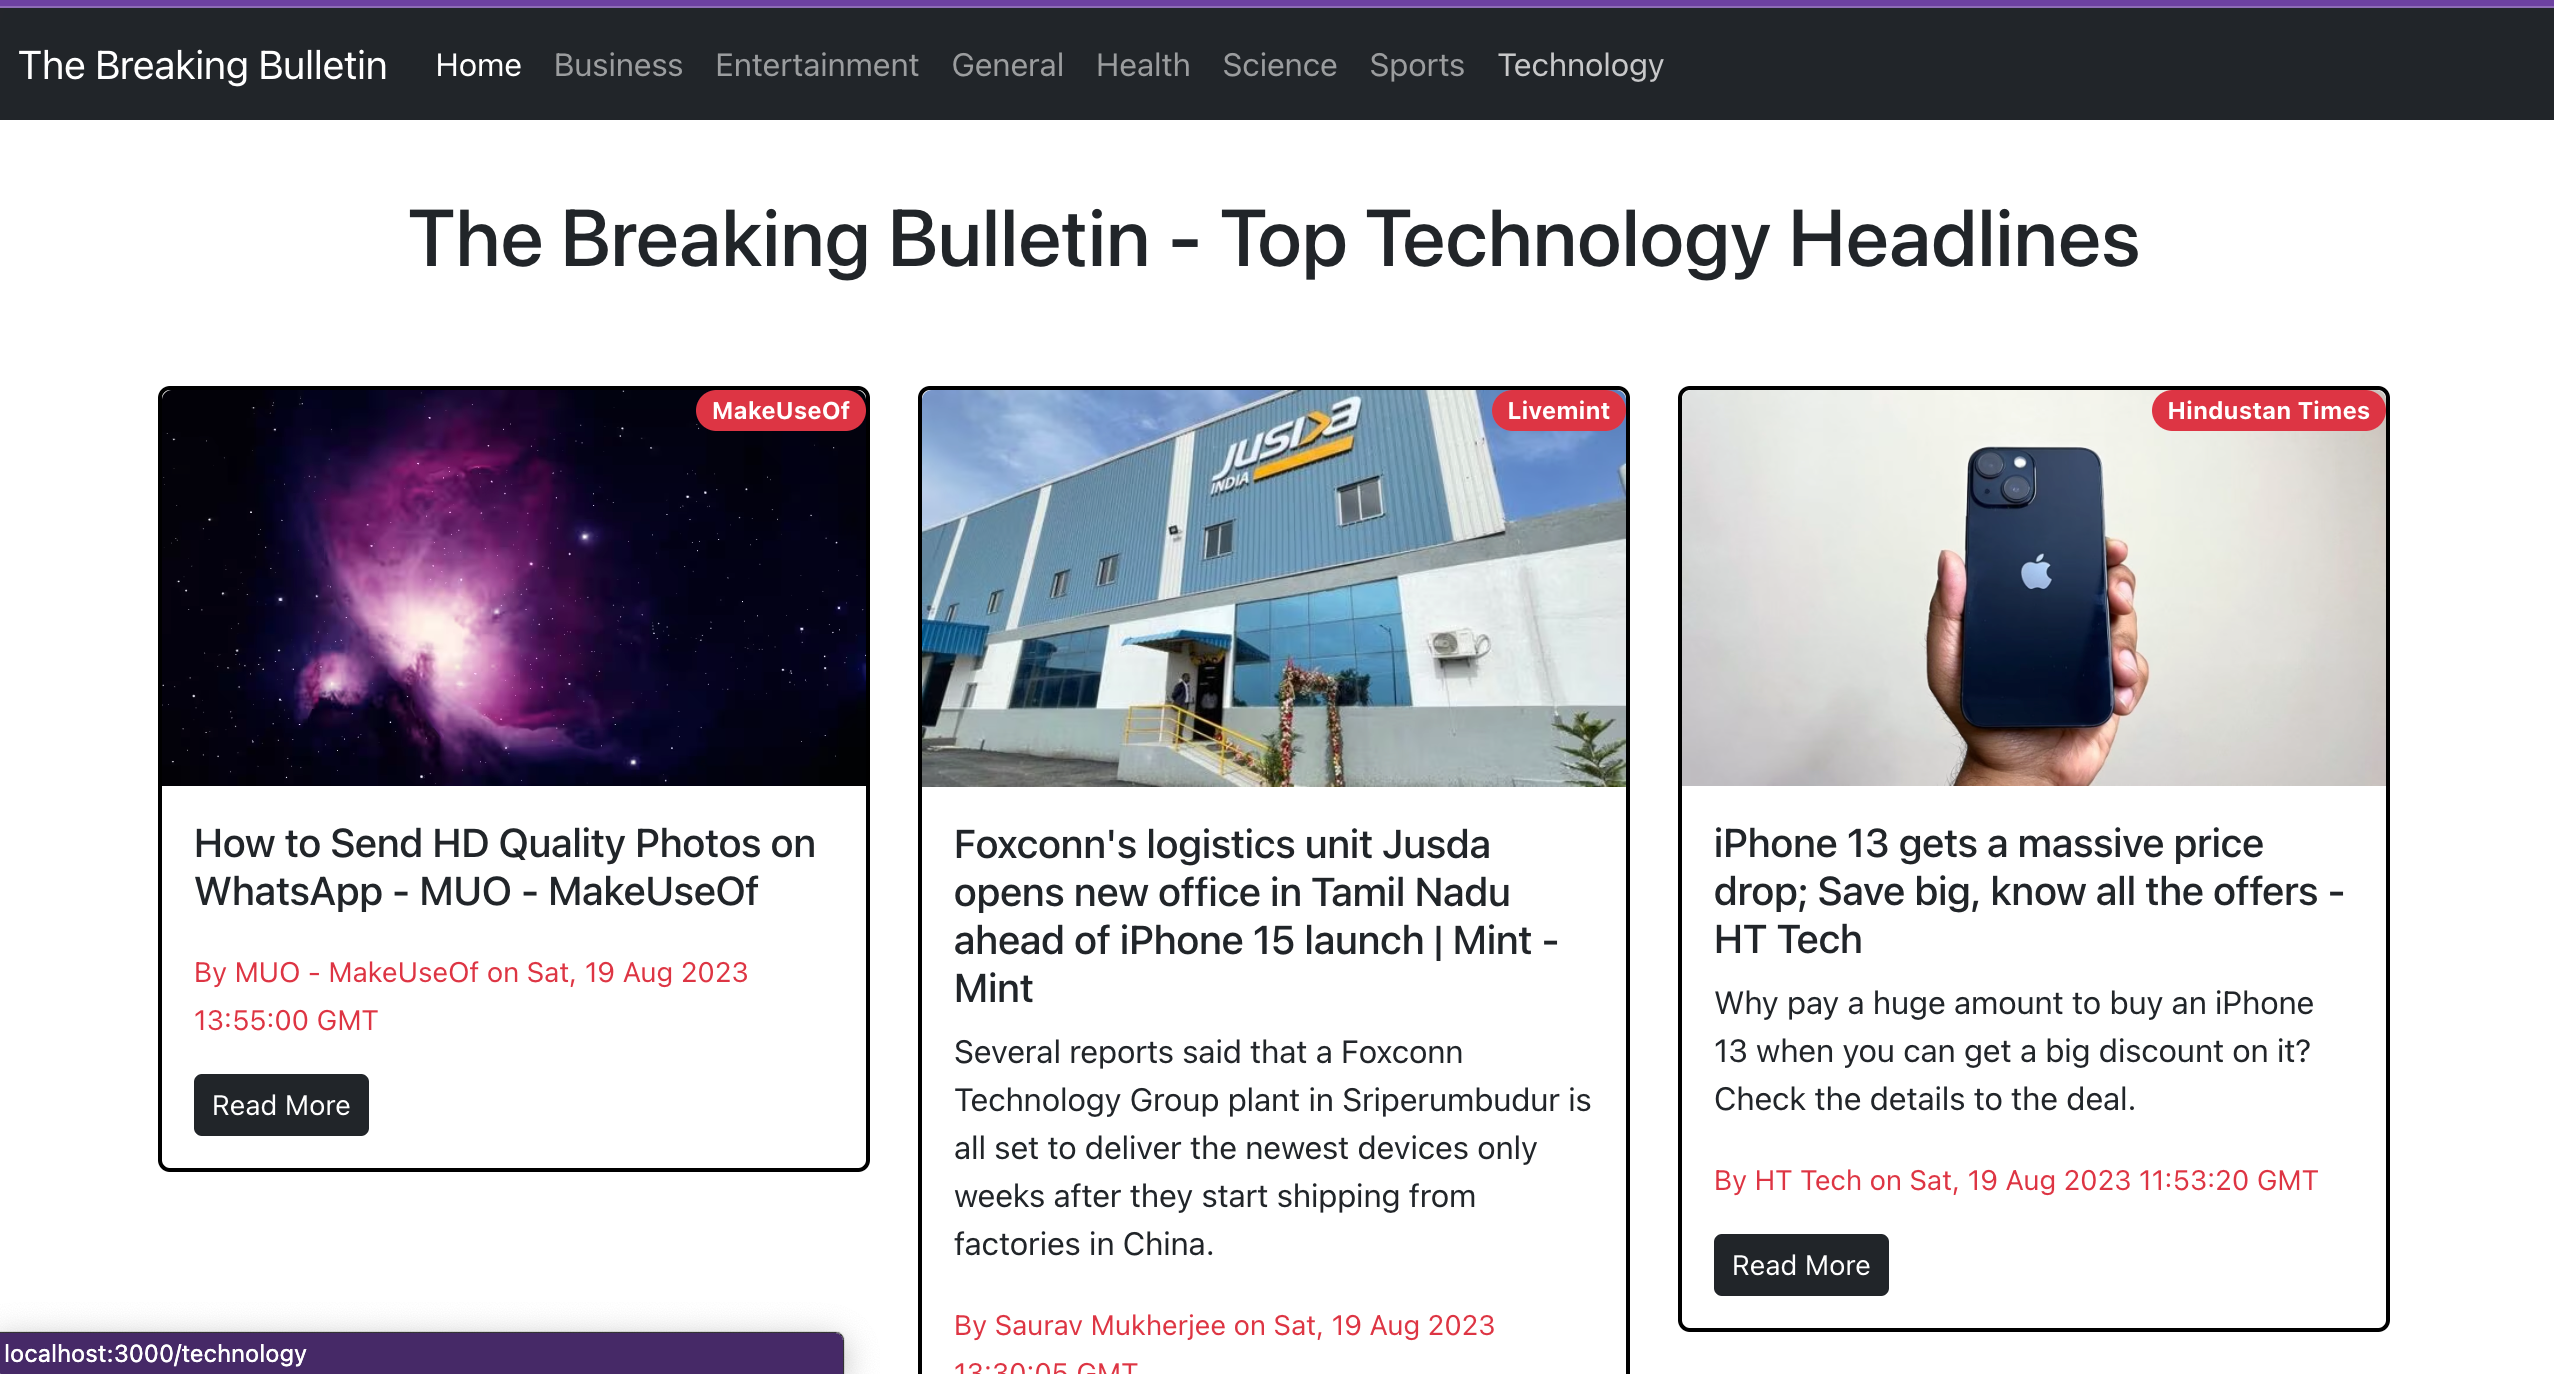 The Breaking Bulletin Home Business Entertainment General Health Science Sports Technology
The Breaking Bulletin - Top Technology Headlines
MakeUseOf
How to Send HD Quality Photos on
WhatsApp - MUO - MakeUseOf
By MUO - MakeUseOf on Sat, 19 Aug 2023
13:55:00 GMT
Read More
Livemint
JUSDA
INDIA
Foxconn's logistics unit Jusda
opens new office in Tamil Nadu
ahead of iPhone 15 launch | Mint -
Mint
Several reports said that a Foxconn
Technology Group plant in Sriperumbudur is
all set to deliver the newest devices only
weeks after they start shipping from
factories in China.
By Saurav Mukherjee on Sat, 19 Aug 2023
13:30:05 GMT
Hindustan Times
iPhone 13 gets a massive price
drop; Save big, know all the offers -
HT Tech
Why pay a huge amount to buy an iPhone
13 when you can get a big discount on it?
Check the details to the deal.
By HT Tech on Sat, 19 Aug 2023 11:53:20 GMT
Read More
localhost:3000/technology